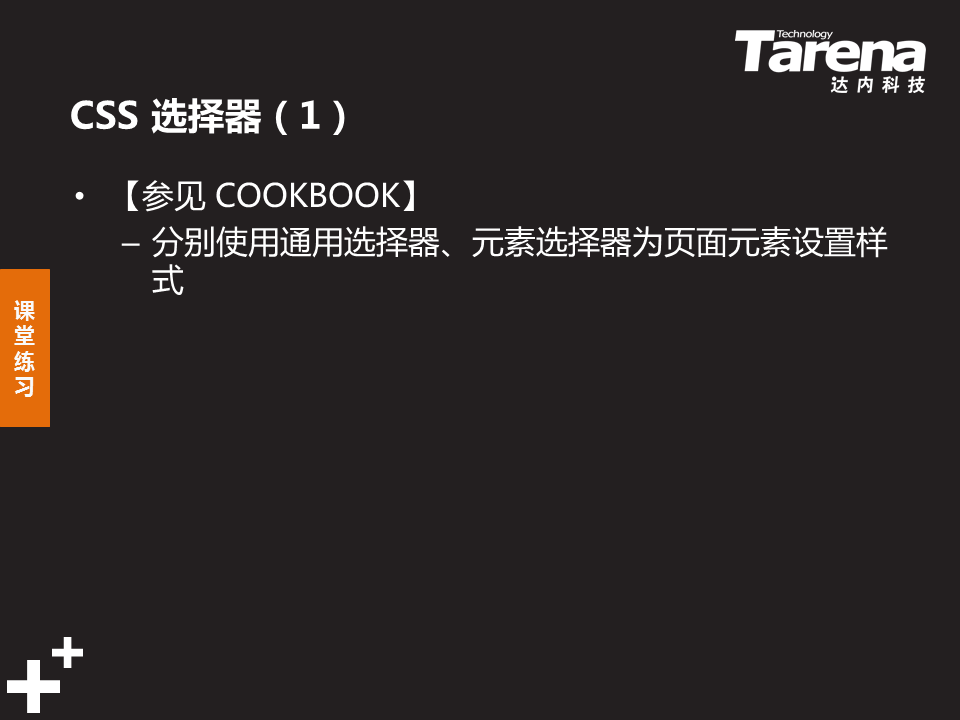 Technology
Tarena
达内科技
CSS 选择器（1）
• 【参见 COOKBOOK】
– 分别使用通用选择器、元素选择器为页面元素设置样
式
课
堂
练
习